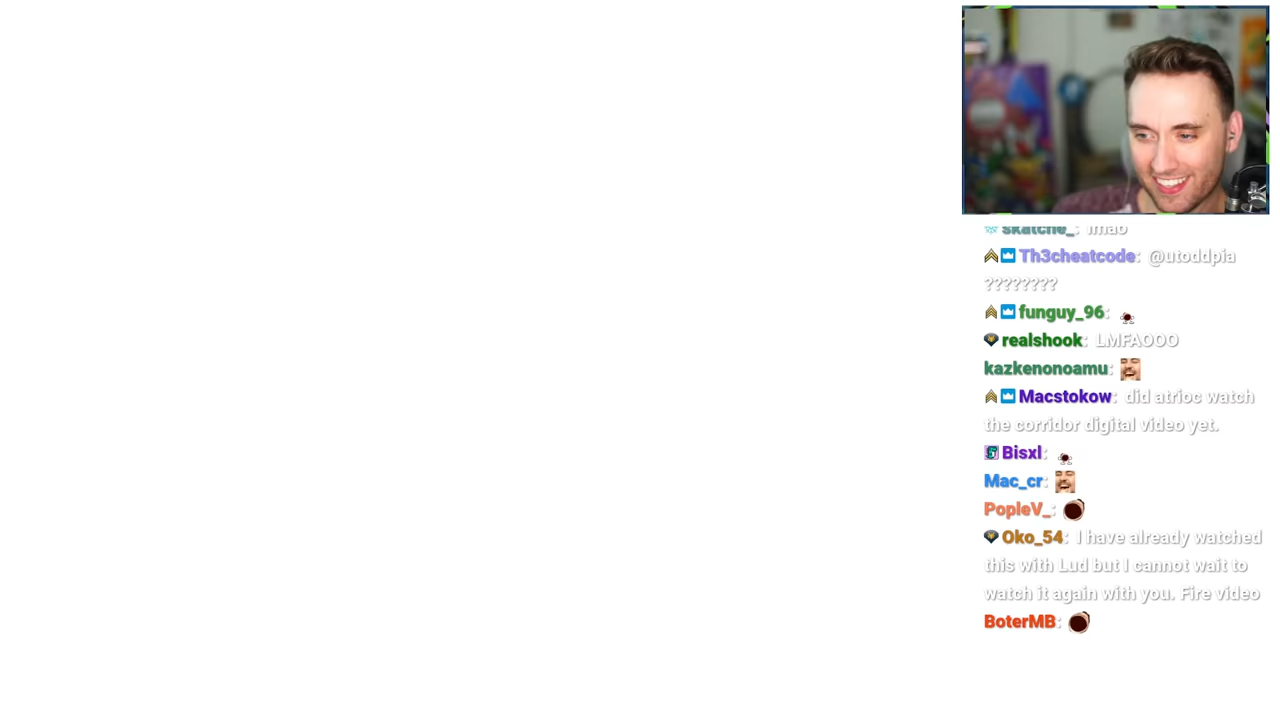 skatche_: lmao
Th3cheatcode: @utoddpia
????????
funguy_96:
realshook: LMFAOOO
kazkenonoamu:
Macstokow: did atrioc watch
the corridor digital video yet.
Bisxl:
Mac_cr:
PopleV_:
Oko_54: I have already watched
this with Lud but I cannot wait to
watch it again with you. Fire video
BoterMB: